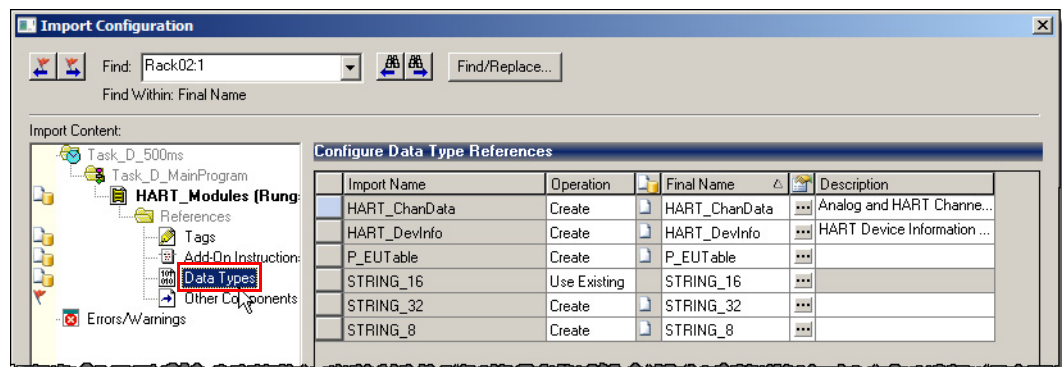 Import Configuration
Find: Rack02:1 Find/Replace...
Find Within: Final Name
Import Content:
Task_D_500ms
Task_D_MainProgram
HART_Modules (Rung
References
Tags
Add-On Instruction
Data Types
Other Components
Errors/Warnings
Configure Data Type References
Import Name Operation Final Name Description
HART_ChanData Create HART_ChanData ... Analog and HART Channe...
HART_DevInfo Create HART_DevInfo ... HART Device Information ...
P_EUTable Create P_EUTable ...
STRING_16 Use Existing STRING_16 ...
STRING_32 Create STRING_32 ...
STRING_8 Create STRING_8 ...